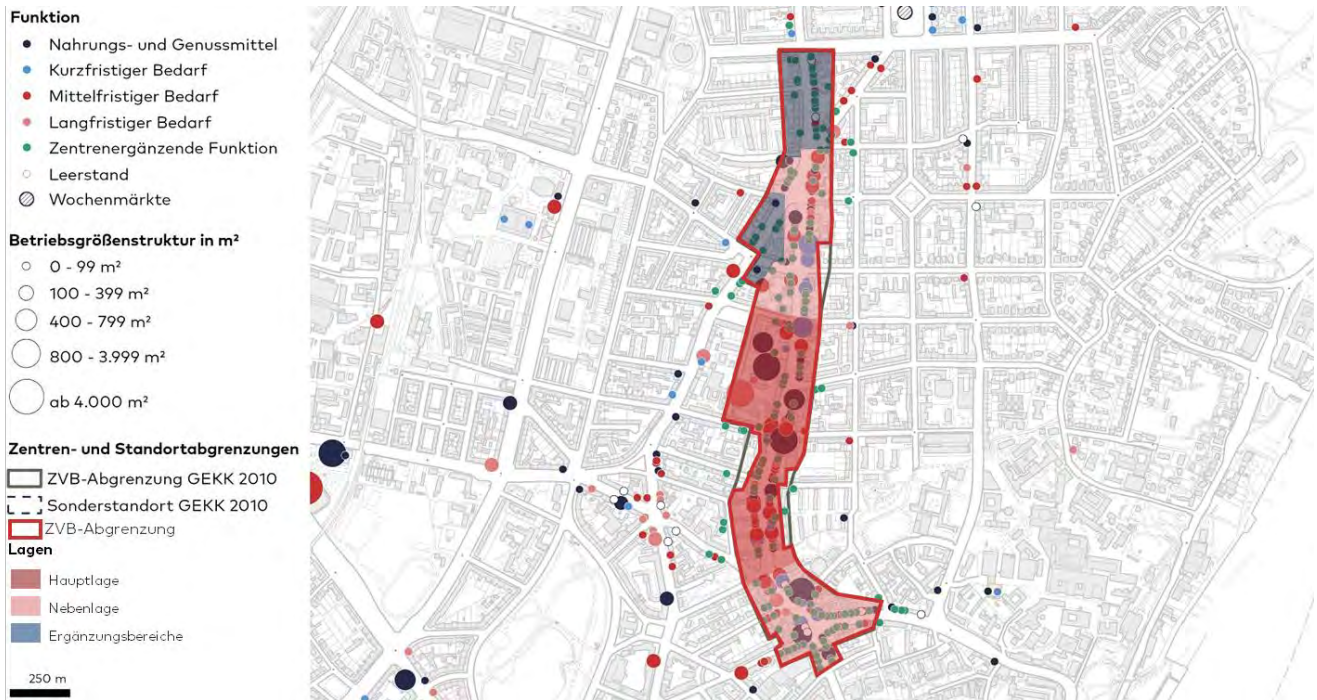 Funktion
Nahrungs- und Genussmittel
Kurzfristiger Bedarf
Mittelfristiger Bedarf
Langfristiger Bedarf
Zentrenergänzende Funktion
Leerstand
Wochenmärkte
Betriebsgrößenstruktur in m²
0 - 99 m²
100 - 399 m²
400 - 799 m²
800 - 3.999 m²
ab 4.000 m²
Zentren- und Standortabgrenzungen
ZVB-Abgrenzung GEKK 2010
Sonderstandort GEKK 2010
ZVB-Abgrenzung
Lagen
Hauptlage
Nebenlage
Ergänzungsbereiche
250 m